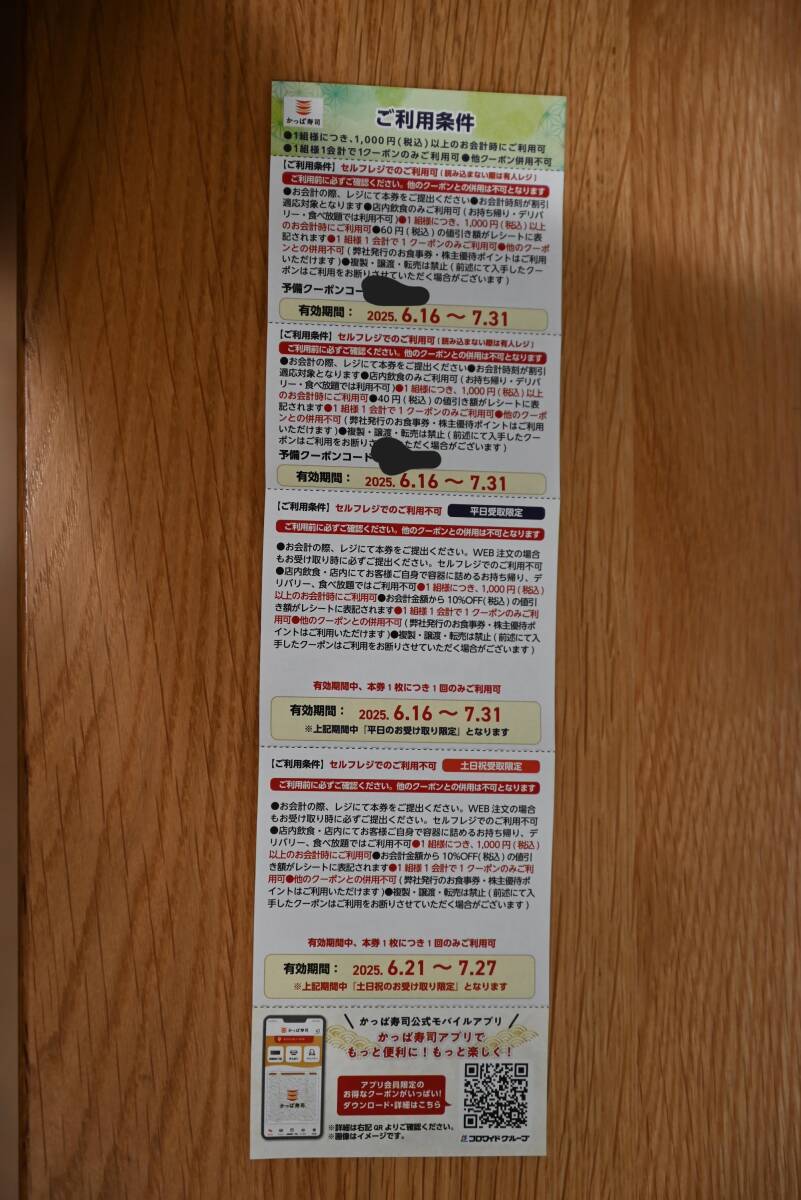 かっぱ寿司
ご利用条件
●1組様につき、1,000円(税込)以上のお会計時にご利用可
●1組様1会計で1クーポンのみご利用可●他クーポン併用不可
【ご利用条件】セルフレジでのご利用可(読み込まない際は有人レジ)
ご利用前に必ずご確認ください。他のクーポンとの併用は不可となります
●お会計の際、レジにて本券をご提出ください●お会計時刻が割引
適応対象となります●店内飲食のみご利用可(お持ち帰り・デリバ
リー・食べ放題では利用不可)●1組様につき、1,000円(税込)以上
のお会計時にご利用可●60円(税込)の値引き額がレシートに表
記されます●1組様1会計で1クーポンのみご利用可●他のクーポ
ンとの併用不可(弊社発行のお食事券・株主優待ポイントはご利用
いただけます)●複製・譲渡・転売は禁止(前述にて入手したクー
ポンはご利用をお断りさせていただく場合がございます)
予備クーポンコー
有効期間： 2025. 6.16 〜 7.31
【ご利用条件】セルフレジでのご利用可(読み込まない際は有人レジ)
ご利用前に必ずご確認ください。他のクーポンとの併用は不可となります
●お会計の際、レジにて本券をご提出ください●お会計時刻が割引
適応対象となります●店内飲食のみご利用可(お持ち帰り・デリバ
リー・食べ放題では利用不可)●1組様につき、1,000円(税込)以上
のお会計時にご利用可●40円(税込)の値引き額がレシートに表
記されます●1組様1会計で1クーポンのみご利用可●他のクーポ
ンとの併用不可(弊社発行のお食事券・株主優待ポイントはご利用
いただけます)●複製・譲渡・転売は禁止(前述にて入手したクー
ポンはご利用をお断りさ　ていただく場合がございます)
予備クーポンコード
有効期間： 2025. 6.16 〜 7.31
【ご利用条件】セルフレジでのご利用不可 平日受取限定
ご利用前に必ずご確認ください。他のクーポンとの併用は不可となります
●お会計の際、レジにて本券をご提出ください。WEB注文の場合
もお受け取り時に必ずご提出ください。セルフレジでのご利用不可
●店内飲食・店内にてお客様ご自身で容器に詰めるお持ち帰り、デ
リバリー、食べ放題ではご利用不可●1組様につき、1,000円(税込)
以上のお会計時にご利用可●お会計金額から10%OFF(税込)の値引
き額がレシートに表記されます●1組様1会計で1クーポンのみご利
用可●他のクーポンとの併用不可(弊社発行のお食事券・株主優待ポ
イントはご利用いただけます)●複製・譲渡・転売は禁止(前述にて入
手したクーポンはご利用をお断りさせていただく場合がございます)
有効期間中、本券1枚につき1回のみご利用可
有効期間： 2025. 6.16 〜 7.31
※上記期間中『平日のお受け取り限定』となります
【ご利用条件】セルフレジでのご利用不可 土日祝受取限定
ご利用前に必ずご確認ください。他のクーポンとの併用は不可となります
●お会計の際、レジにて本券をご提出ください。WEB注文の場合
もお受け取り時に必ずご提出ください。セルフレジでのご利用不可
●店内飲食・店内にてお客様ご自身で容器に詰めるお持ち帰り、デ
リバリー、食べ放題ではご利用不可●1組様につき、1,000円(税込)
以上のお会計時にご利用可●お会計金額から10%OFF(税込)の値引
き額がレシートに表記されます●1組様1会計で1クーポンのみご利
用可●他のクーポンとの併用不可(弊社発行のお食事券・株主優待ポ
イントはご利用いただけます)●複製・譲渡・転売は禁止(前述にて入
手したクーポンはご利用をお断りさせていただく場合がございます)
有効期間中、本券1枚につき1回のみご利用可
有効期間： 2025. 6.21 〜 7.27
※上記期間中『土日祝のお受け取り限定』となります
かっぱ寿司公式モバイルアプリ
かっぱ寿司アプリで
もっと便利に！もっと楽しく！
かっぱ寿司
かっぱ寿司
アプリ会員限定の
お得なクーポンがいっぱい！
ダウンロード・詳細はこちら
※詳細は右記QRよりご確認ください。
※画像はイメージです。
コロワイドグループ